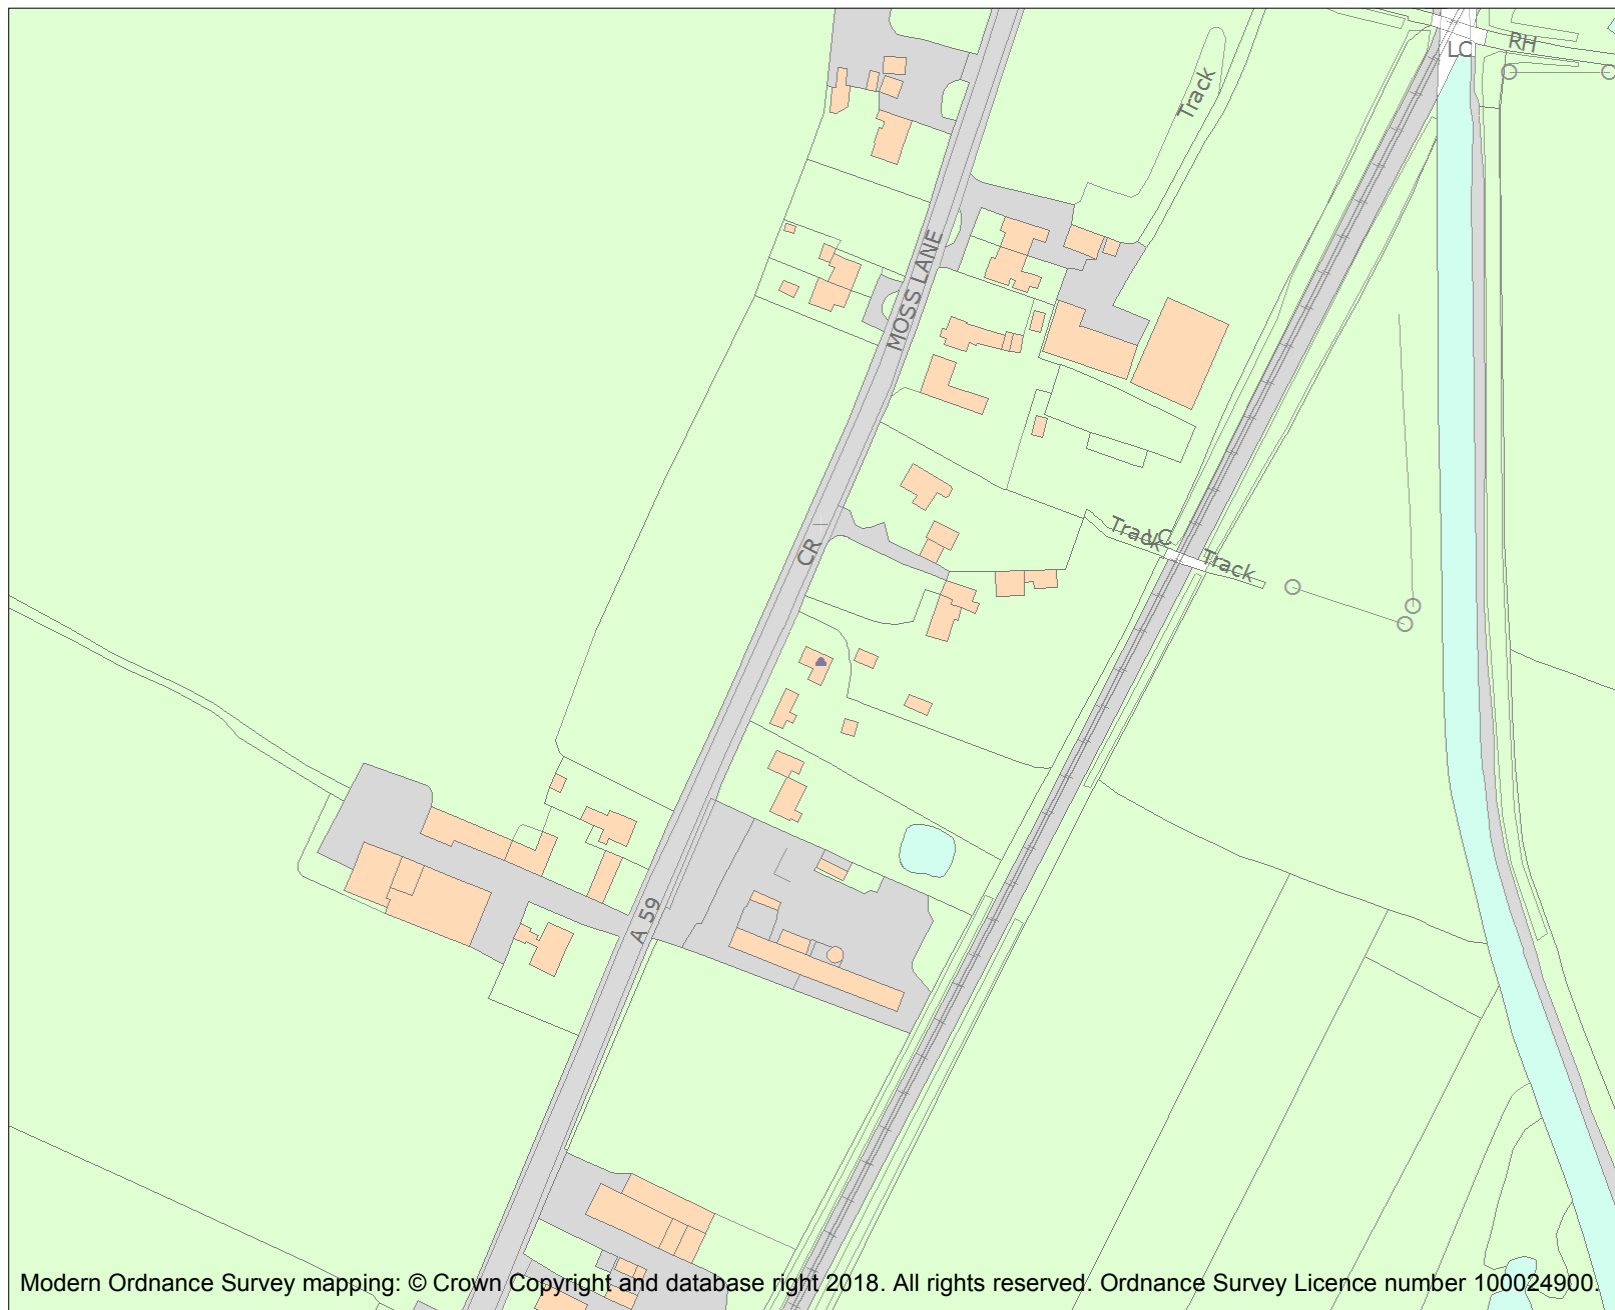 LC
RH
Track
MOSS LANE
Track
LC
Track
CR
A 59
Modern Ordnance Survey mapping: © Crown Copyright and database right 2018. All rights reserved. Ordnance Survey Licence number 100024900.